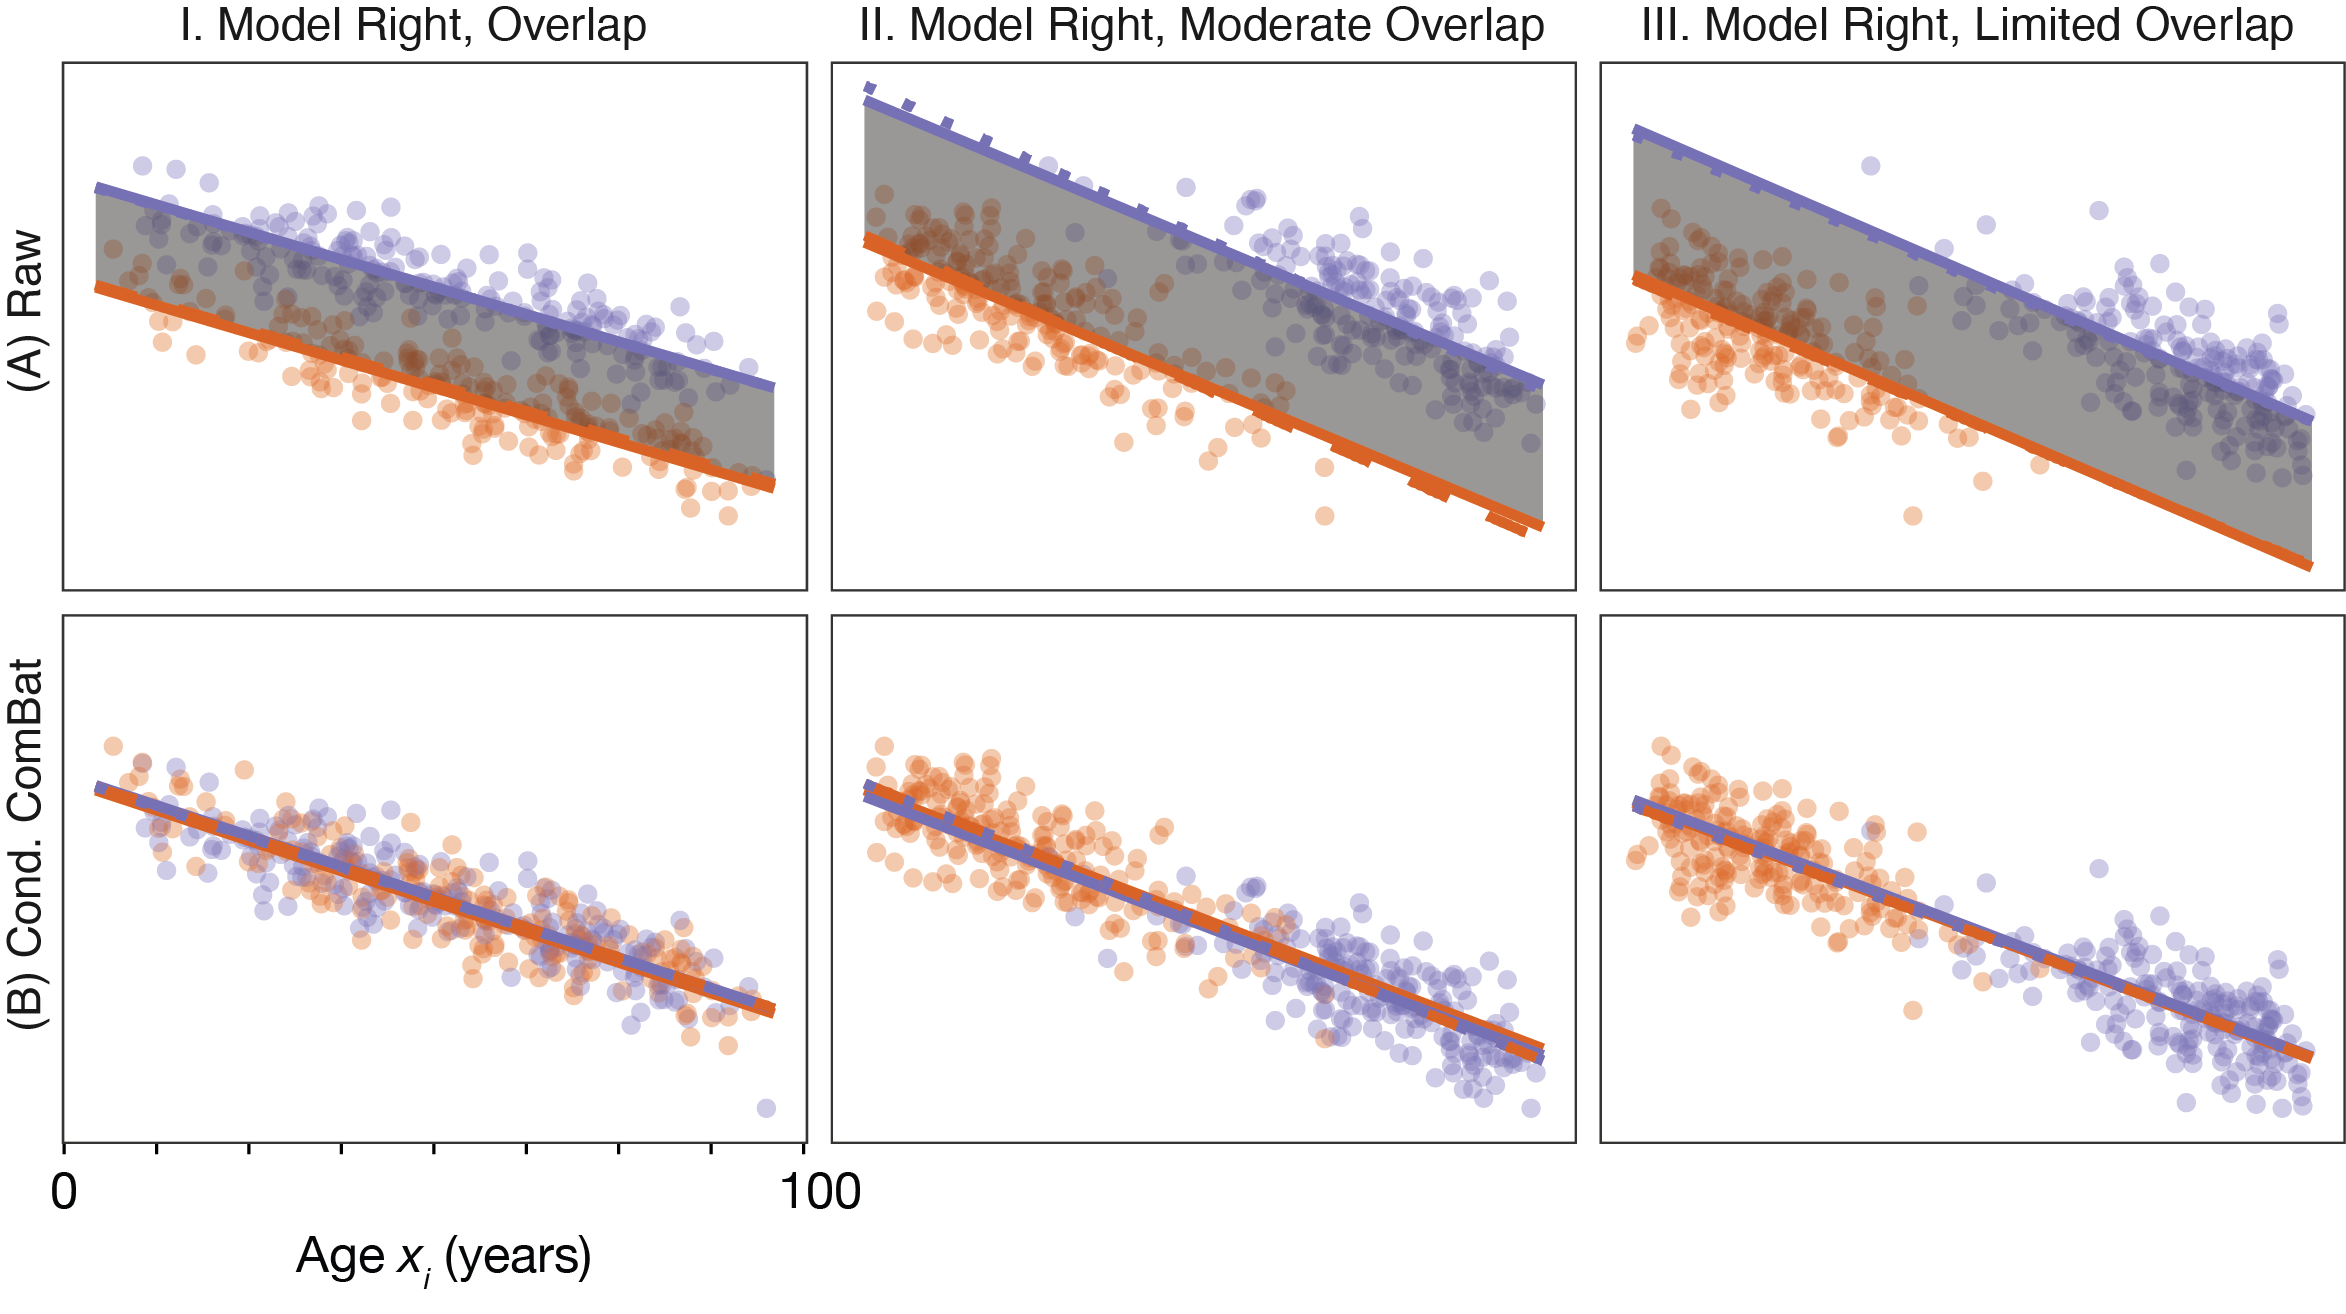 I. Model Right, Overlap
II. Model Right, Moderate Overlap
III. Model Right, Limited Overlap
(A) Raw
(B) Cond. ComBat
0
100
Age xi (years)